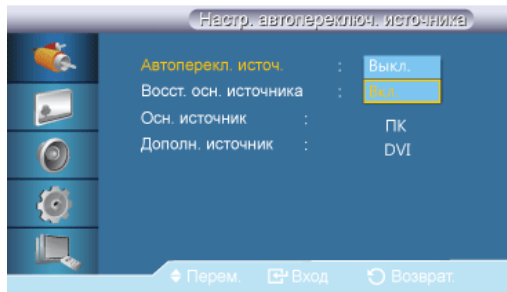 Настр. автопереключ. источника
Автоперекл. источ. : Выкл.
Восст. осн. источника : Вкл.
Осн. источник : ПК
Дополн. источник : DVI
Перем. Вход Возврат.